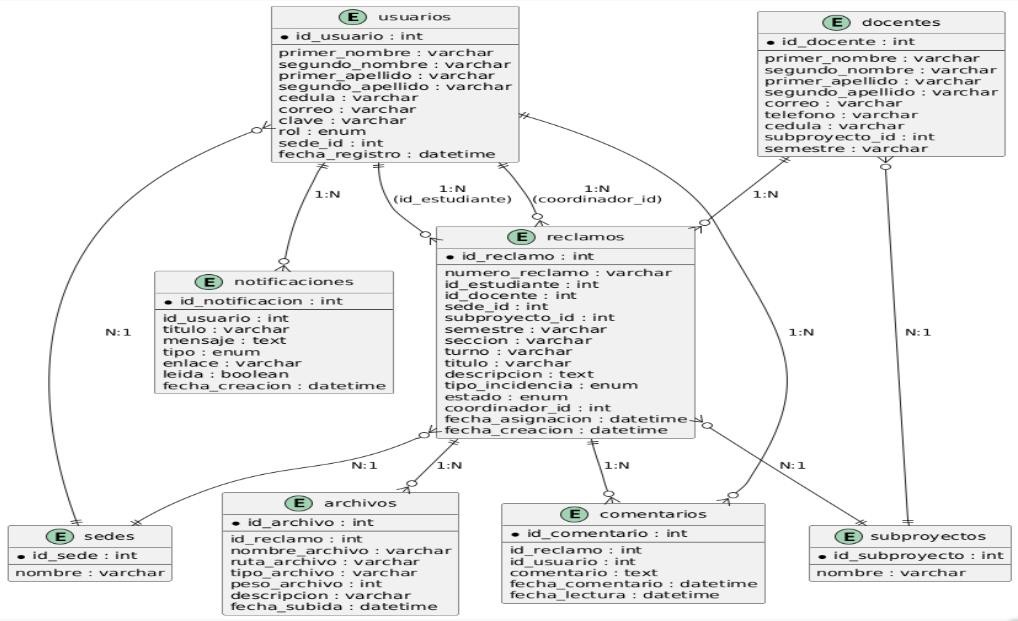 E usuarios
id_usuario : int
primer_nombre : varchar
segundo_nombre : varchar
primer_apellido : varchar
segundo_apellido : varchar
cedula : varchar
correo : varchar
clave : varchar
rol : enum
sede_id : int
fecha_registro : datetime
E docentes
id_docente : int
primer_nombre : varchar
segundo_nombre : varchar
primer_apellido : varchar
segundo_apellido : varchar
correo : varchar
telefono : varchar
cedula : varchar
subproyecto_id : int
semestre : varchar
1:N
1:N
(id_estudiante)
1:N
(coordinador_id)
1:N
E notificaciones
id_notificacion : int
id_usuario : int
titulo : varchar
mensaje : text
tipo : enum
enlace : varchar
leida : boolean
fecha_creacion : datetime
E reclamos
id_reclamo : int
numero_reclamo : varchar
id_estudiante : int
id_docente : int
sede_id : int
subproyecto_id : int
semestre : varchar
seccion : varchar
turno : varchar
titulo : varchar
descripcion : text
tipo_incidencia : enum
estado : enum
coordinador_id : int
fecha_asignacion : datetime
fecha_creacion : datetime
N:1
1:N
N:1
N:1
1:N
1:N
N:1
E sedes
id_sede : int
nombre : varchar
E archivos
id_archivo : int
id_reclamo : int
nombre_archivo : varchar
ruta_archivo : varchar
tipo_archivo : varchar
peso_archivo : int
descripcion : varchar
fecha_subida : datetime
E comentarios
id_comentario : int
id_reclamo : int
id_usuario : int
comentario : text
fecha_comentario : datetime
fecha_lectura : datetime
E subproyectos
id_subproyecto : int
nombre : varchar